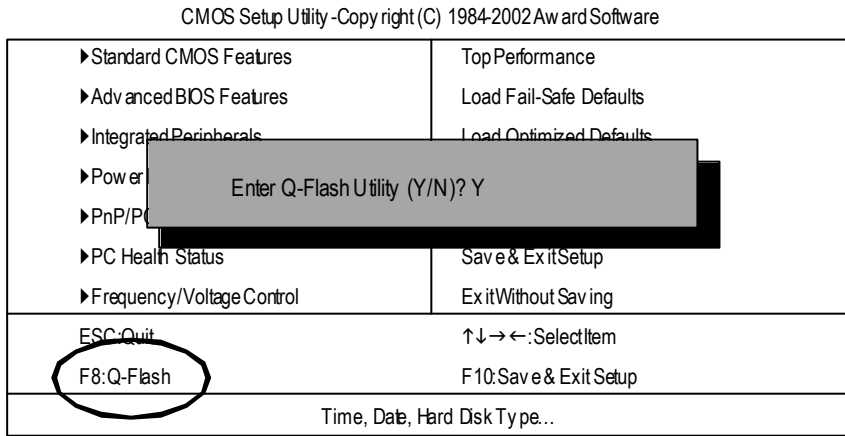 CMOS Setup Utility-Copyright (C) 1984-2002 Award Software
▶Standard CMOS Features
Top Performance
▶Advanced BIOS Features
Load Fail-Safe Defaults
▶Integrated Peripherals
Load Optimized Defaults
▶Power
▶PnP/PC
Enter Q-Flash Utility (Y/N)? Y
▶PC Health Status
Save & Exit Setup
▶Frequency/Voltage Control
Exit Without Saving
ESC:Quit
↑↓→←:Select Item
F8:Q-Flash
F10:Save & Exit Setup
Time, Date, Hard Disk Type...